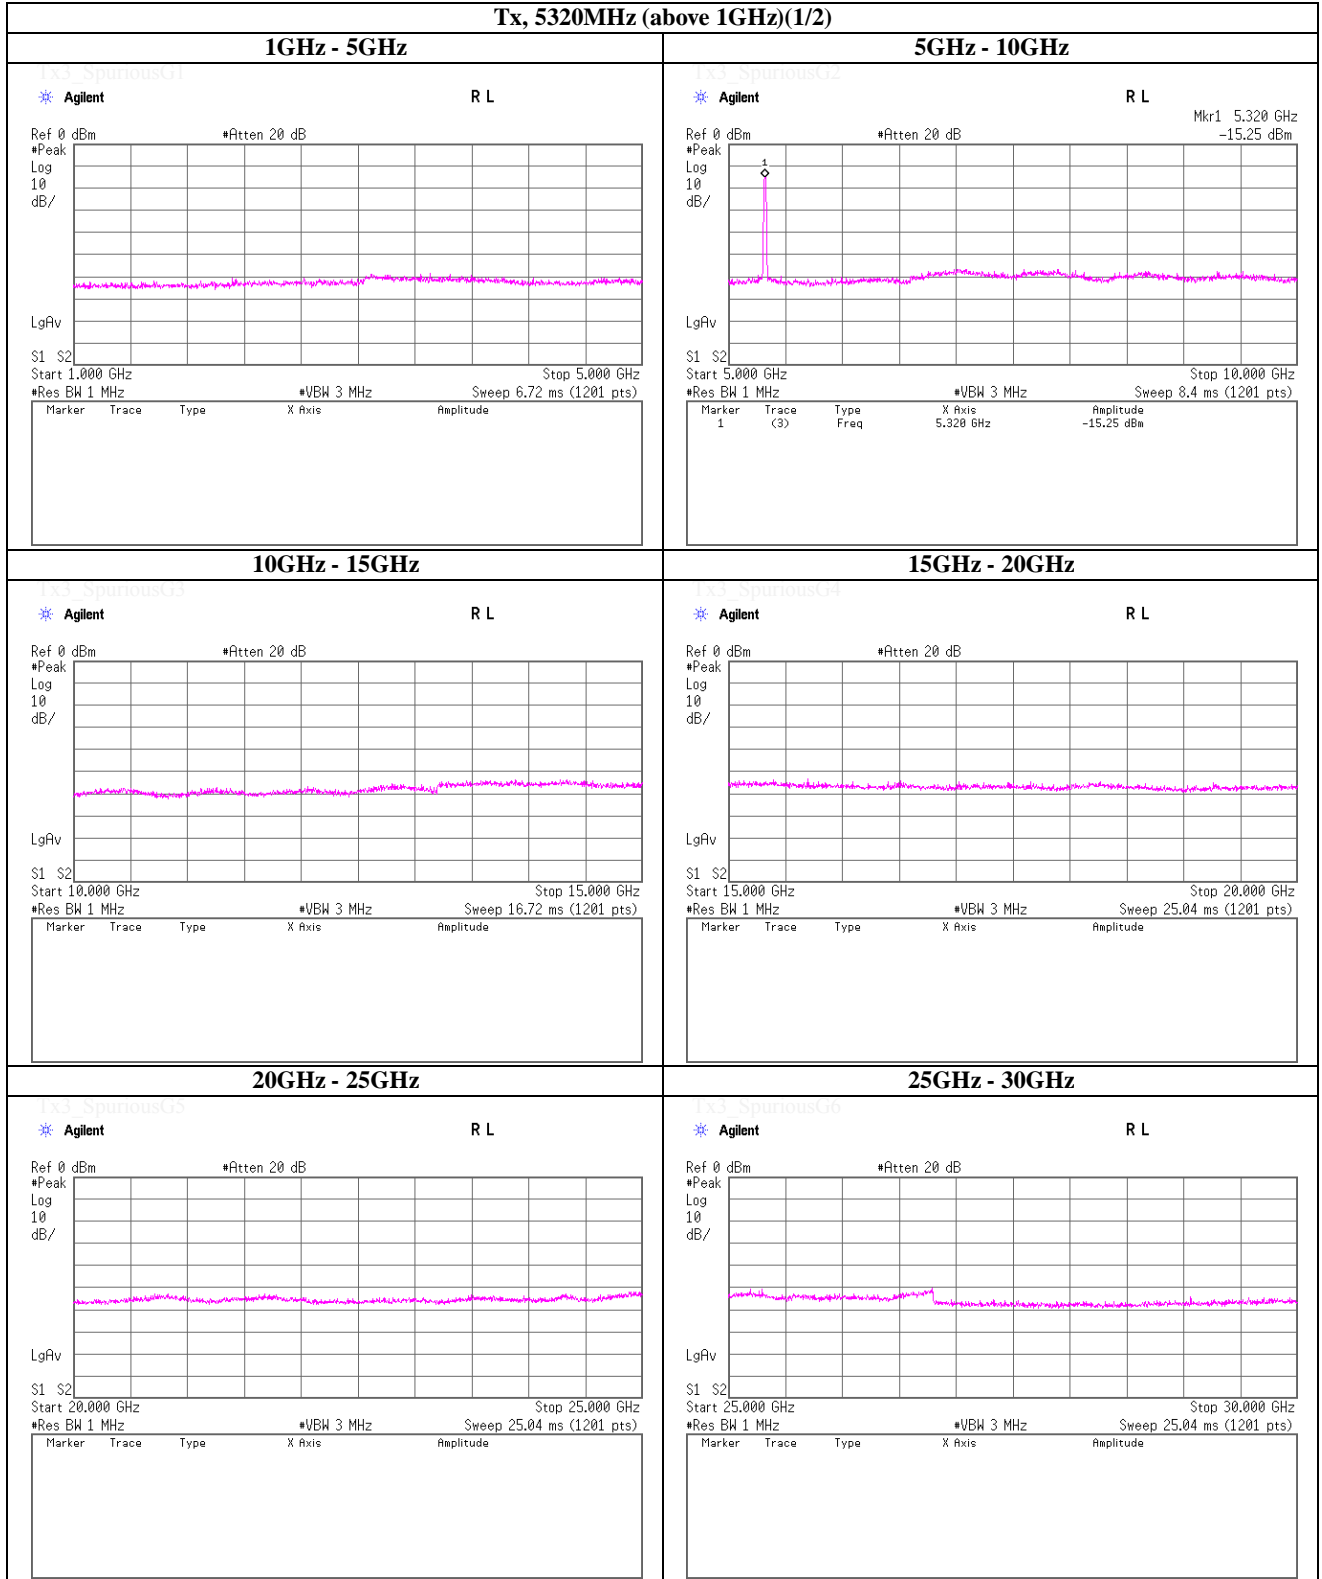 Tx, 5320MHz (above 1GHz)(1/2)
1GHz - 5GHz
Tx3_SpuriousG1
Agilent R L
Ref 0 dBm #Atten 20 dB
#Peak
Log
10
dB/
LgAv
S1 S2
Start 1.000 GHz Stop 5.000 GHz
#Res BW 1 MHz #VBW 3 MHz Sweep 6.72 ms (1201 pts)
Marker Trace Type X Axis Amplitude
5GHz - 10GHz
Tx3_SpuriousG2
Agilent R L
Mkr1 5.320 GHz
Ref 0 dBm #Atten 20 dB -15.25 dBm
#Peak
Log
10
dB/
1
LgAv
S1 S2
Start 5.000 GHz Stop 10.000 GHz
#Res BW 1 MHz #VBW 3 MHz Sweep 8.4 ms (1201 pts)
Marker Trace Type X Axis Amplitude
1 (3) Freq 5.320 GHz -15.25 dBm
10GHz - 15GHz
Tx3_SpuriousG3
Agilent R L
Ref 0 dBm #Atten 20 dB
#Peak
Log
10
dB/
LgAv
S1 S2
Start 10.000 GHz Stop 15.000 GHz
#Res BW 1 MHz #VBW 3 MHz Sweep 16.72 ms (1201 pts)
Marker Trace Type X Axis Amplitude
15GHz - 20GHz
Tx3_SpuriousG4
Agilent R L
Ref 0 dBm #Atten 20 dB
#Peak
Log
10
dB/
LgAv
S1 S2
Start 15.000 GHz Stop 20.000 GHz
#Res BW 1 MHz #VBW 3 MHz Sweep 25.04 ms (1201 pts)
Marker Trace Type X Axis Amplitude
20GHz - 25GHz
Tx3_SpuriousG5
Agilent R L
Ref 0 dBm #Atten 20 dB
#Peak
Log
10
dB/
LgAv
S1 S2
Start 20.000 GHz Stop 25.000 GHz
#Res BW 1 MHz #VBW 3 MHz Sweep 25.04 ms (1201 pts)
Marker Trace Type X Axis Amplitude
25GHz - 30GHz
Tx3_SpuriousG6
Agilent R L
Ref 0 dBm #Atten 20 dB
#Peak
Log
10
dB/
LgAv
S1 S2
Start 25.000 GHz Stop 30.000 GHz
#Res BW 1 MHz #VBW 3 MHz Sweep 25.04 ms (1201 pts)
Marker Trace Type X Axis Amplitude